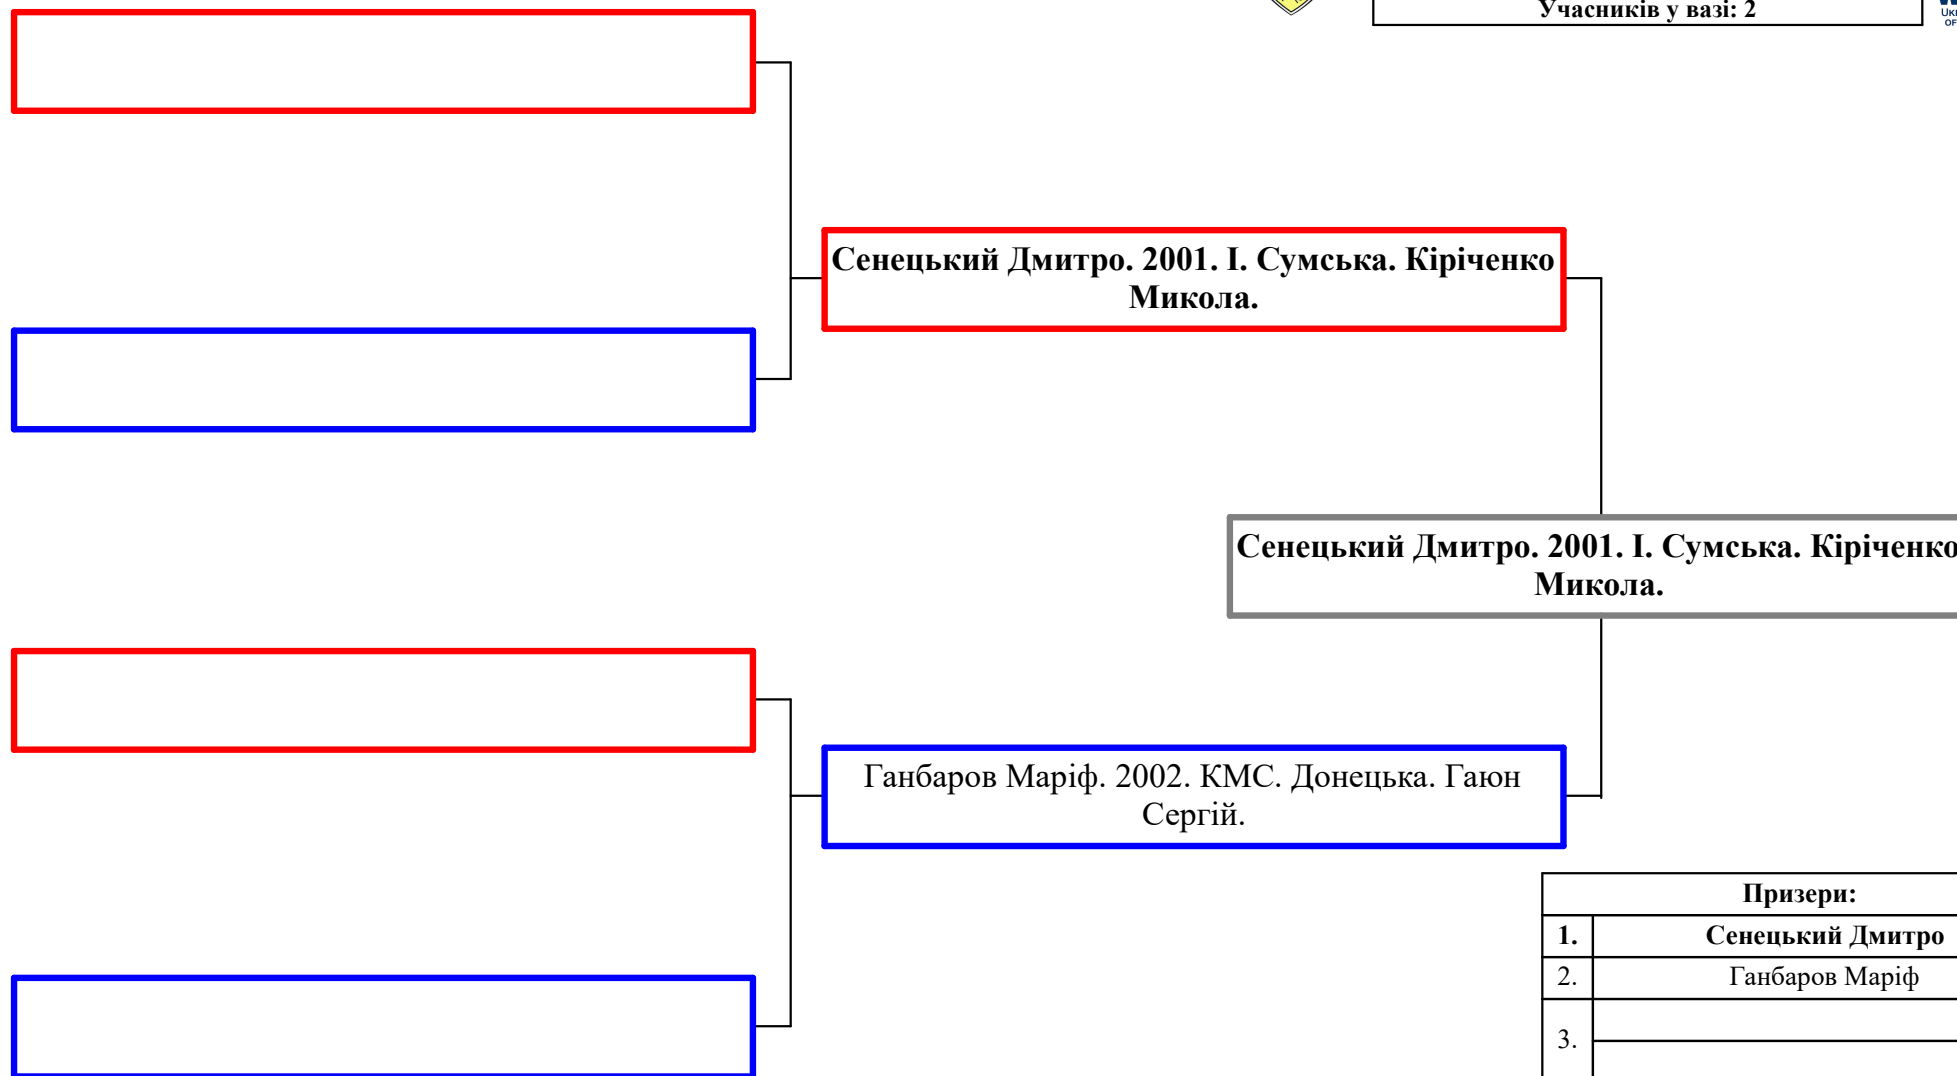 Учасників у вазі: 2
Сенецький Дмитро. 2001. І. Сумська. Кіріченко
Микола.
Сенецький Дмитро. 2001. І. Сумська. Кіріченко
Микола.
Ганбаров Маріф. 2002. КМС. Донецька. Гаюн
Сергій.
Призери:
1. Сенецький Дмитро
2. Ганбаров Маріф
3.